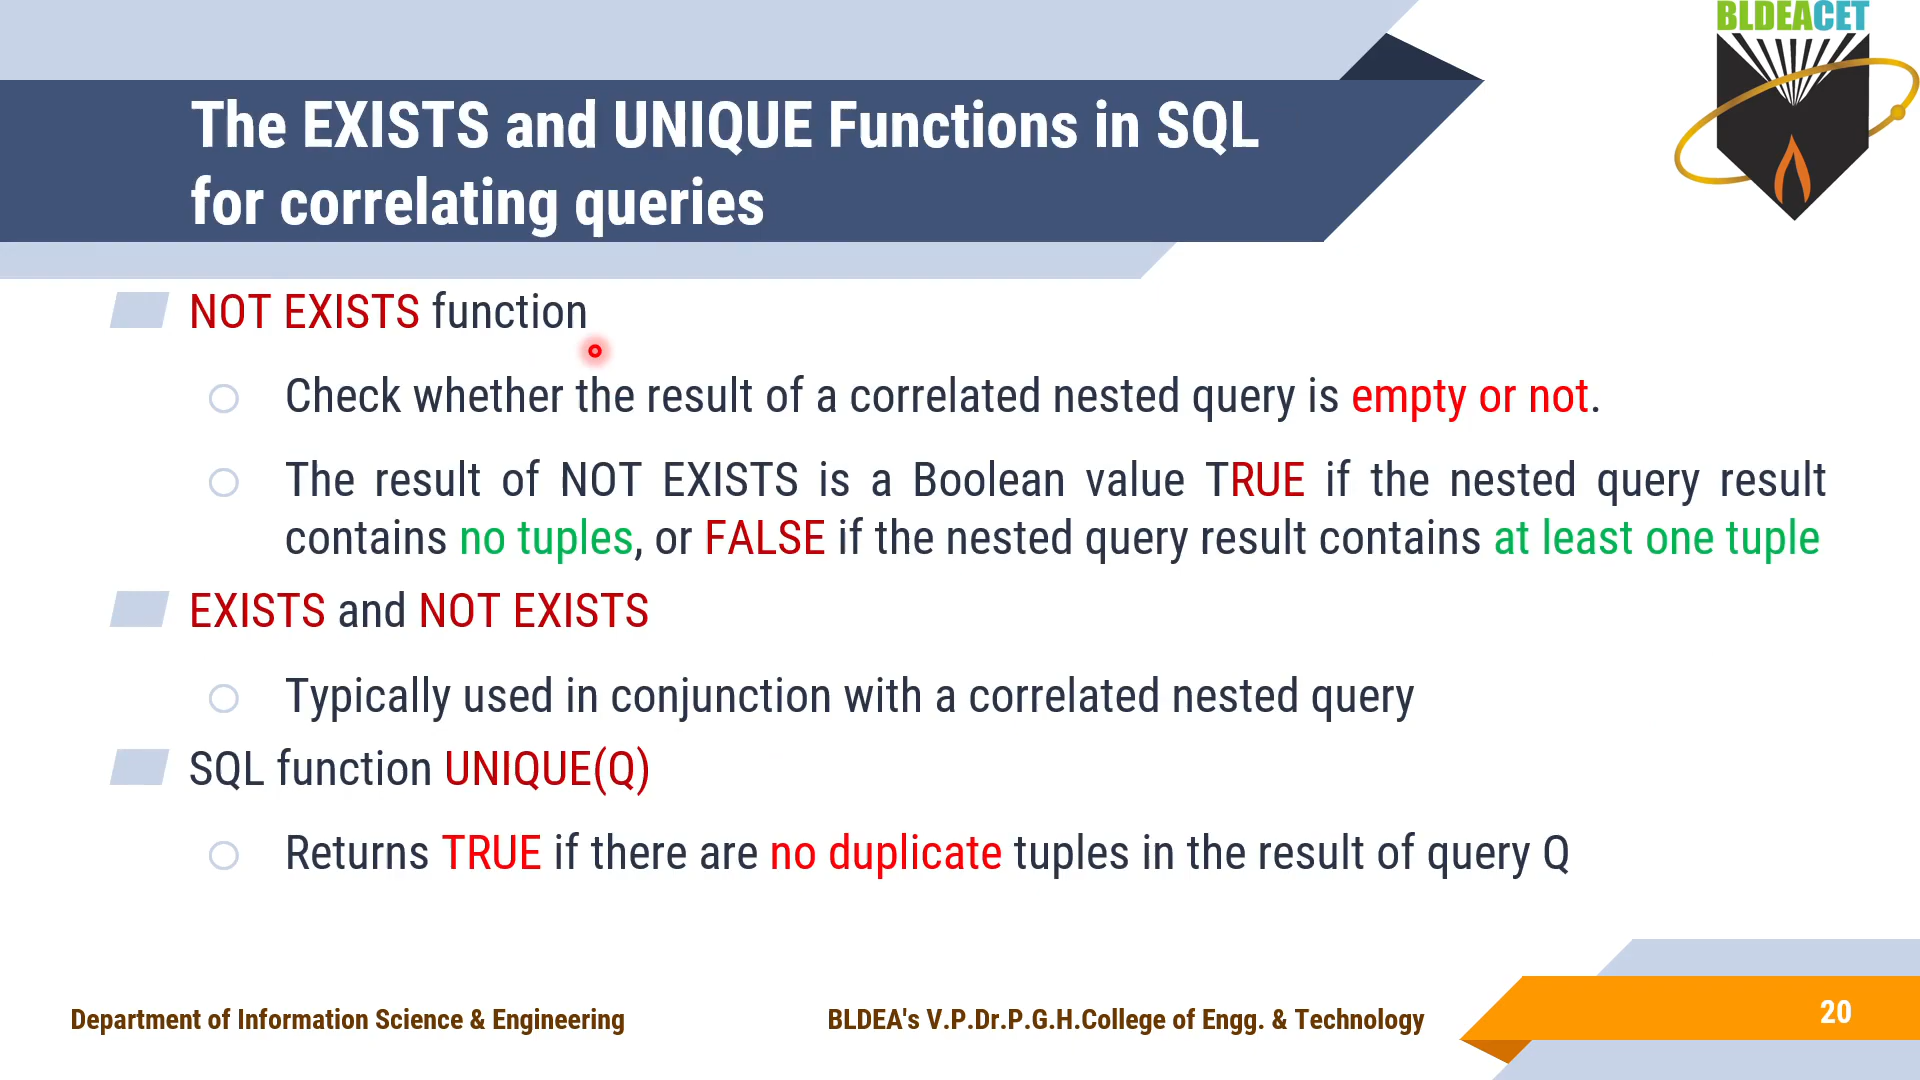 BLDEACET
The EXISTS and UNIQUE Functions in SQL
for correlating queries
NOT EXISTS function
Check whether the result of a correlated nested query is empty or not.
The result of NOT EXISTS is a Boolean value TRUE if the nested query result
contains no tuples, or FALSE if the nested query result contains at least one tuple
EXISTS and NOT EXISTS
Typically used in conjunction with a correlated nested query
SQL function UNIQUE(Q)
Returns TRUE if there are no duplicate tuples in the result of query Q
Department of Information Science & Engineering
BLDEA's V.P.Dr.P.G.H.College of Engg. & Technology
20